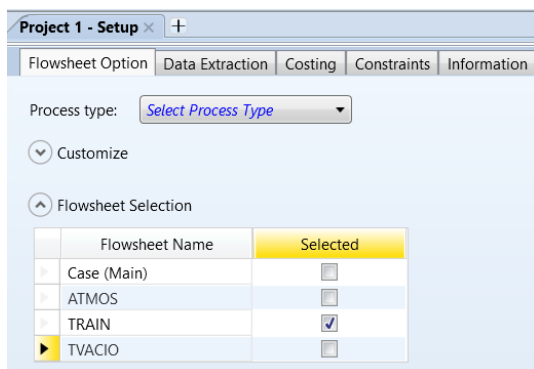 Project 1 - Setup × +
Flowsheet Option Data Extraction Costing Constraints Information
Process type: Select Process Type
Customize
Flowsheet Selection
Flowsheet Name Selected
Case (Main)
ATMOS
TRAIN
TVACIO